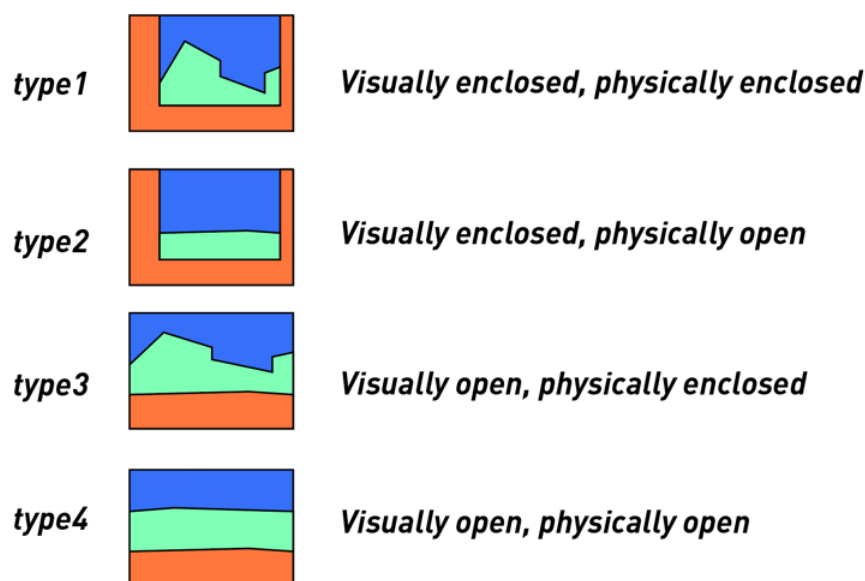 type1
Visually enclosed, physically enclosed
type2
Visually enclosed, physically open
type3
Visually open, physically enclosed
type4
Visually open, physically open